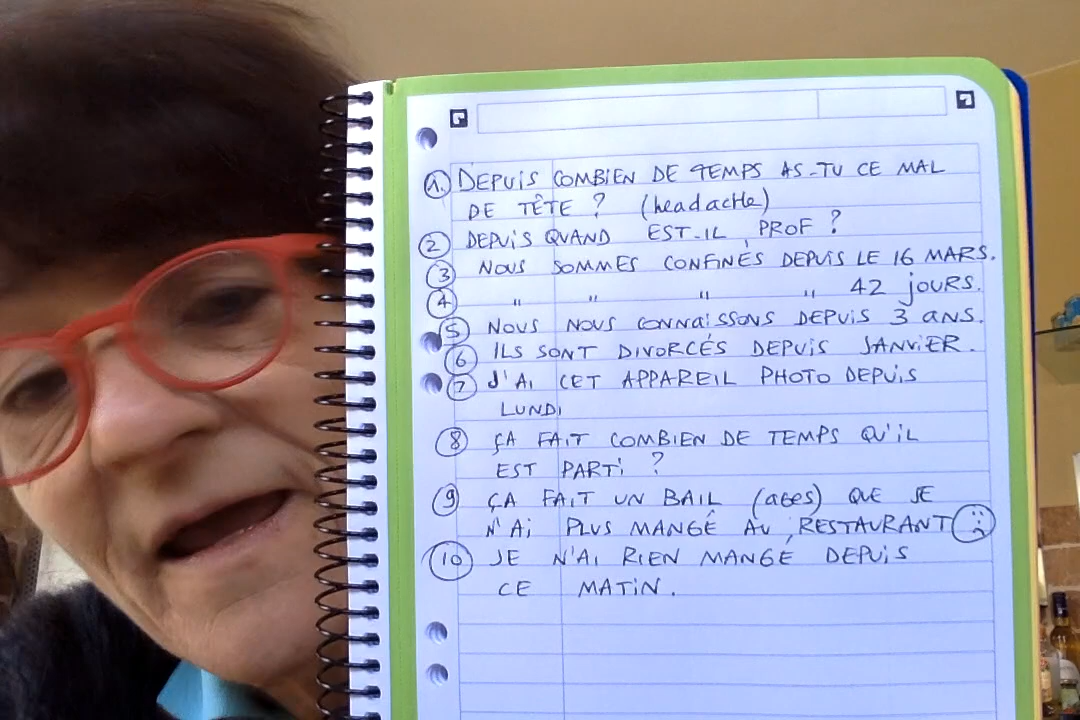 1. DEPUIS COMBIEN DE TEMPS AS-TU CE MAL
DE TÊTE ? (headache)
2 DEPUIS QUAND EST-IL PROF ?
3 NOUS SOMMES CONFINÉS DEPUIS LE 16 MARS.
4 " " " " 42 jOURS.
5 NOUS NOUS CONNAISSONS DEPUIS 3 ANS.
6 ILS SONT DIVORCÉS DEPUIS JANVIER.
7 J'AI CET APPAREIL PHOTO DEPUIS
LUNDI
8 ÇA FAIT COMBIEN DE TEMPS QU'IL
EST PARTI ?
9 ÇA FAIT UN BAIL (ages) QUE JE
N'AI PLUS MANGÉ AU RESTAURANT
10 JE N'AI RIEN MANGÉ DEPUIS
CE MATIN.